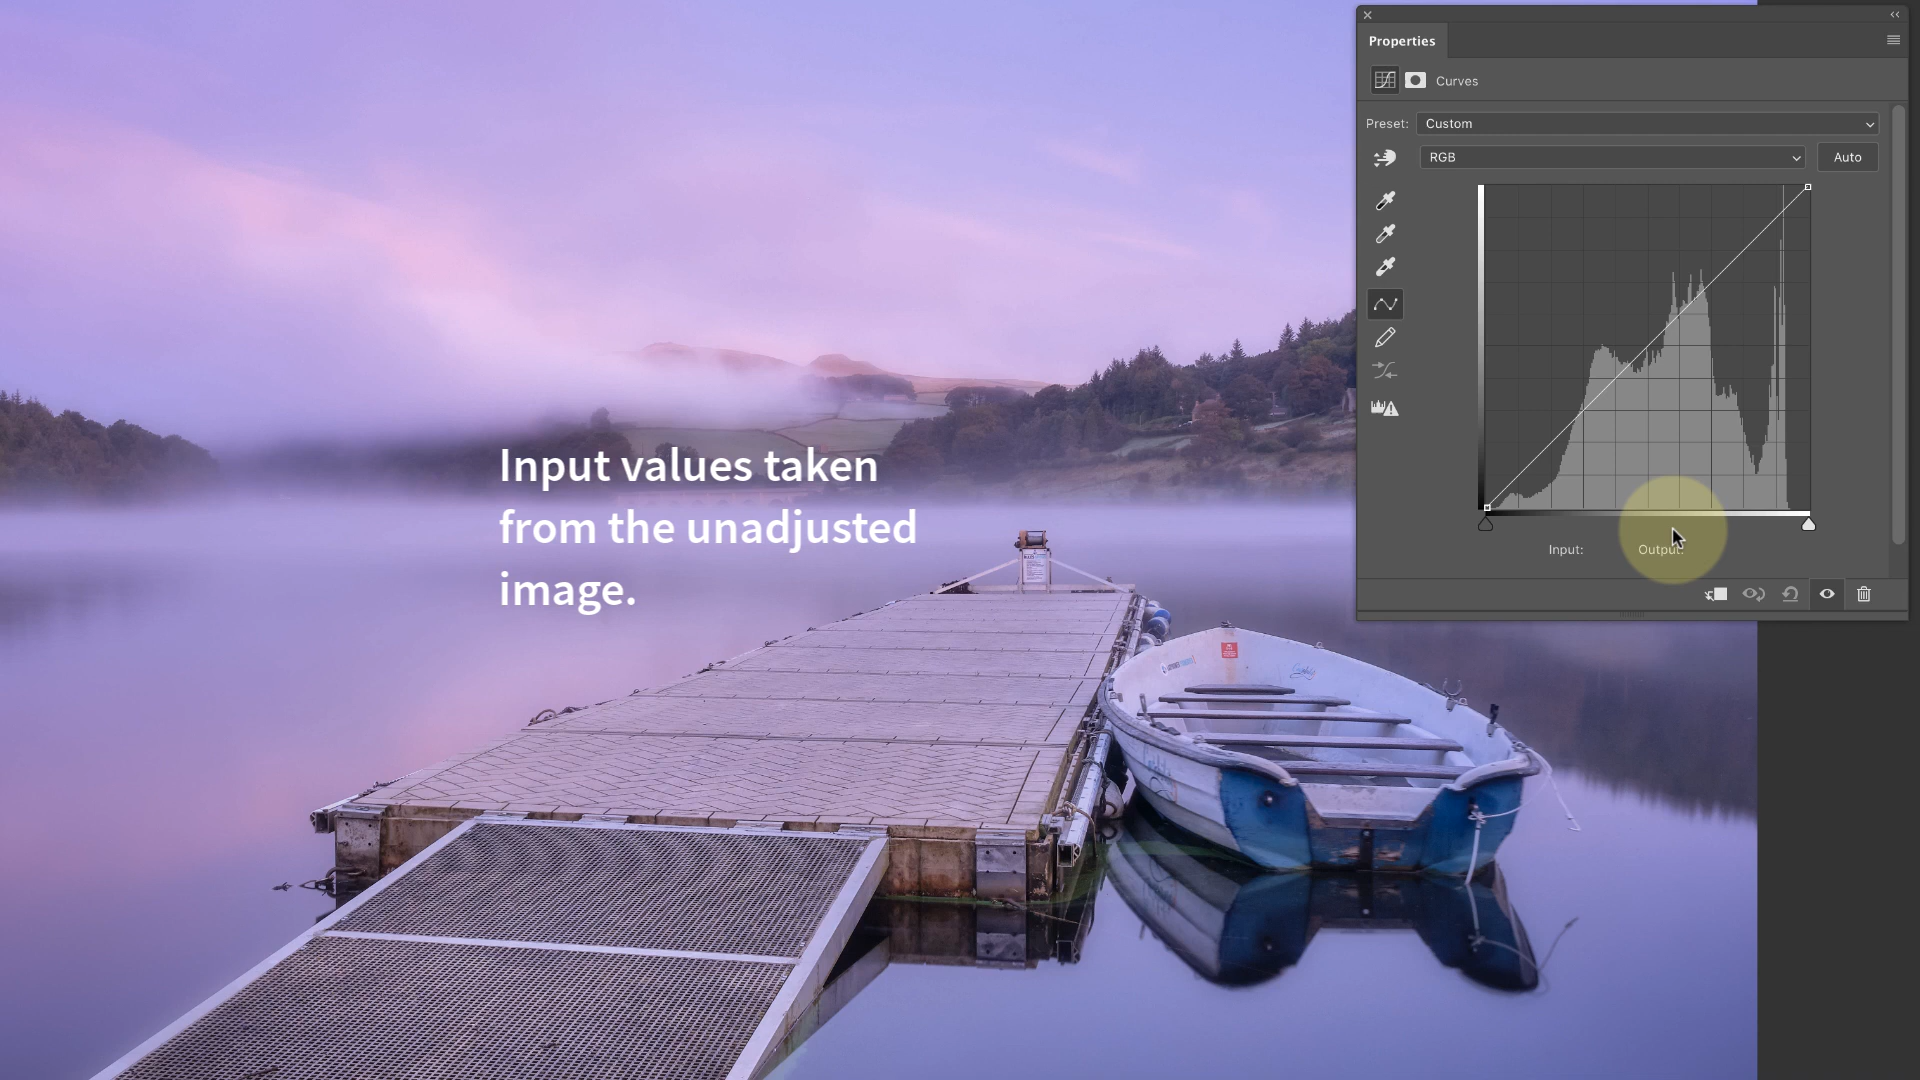 Properties
Curves
Preset: Custom
RGB
Auto
Input values taken
from the unadjusted
image.
Input: Output: